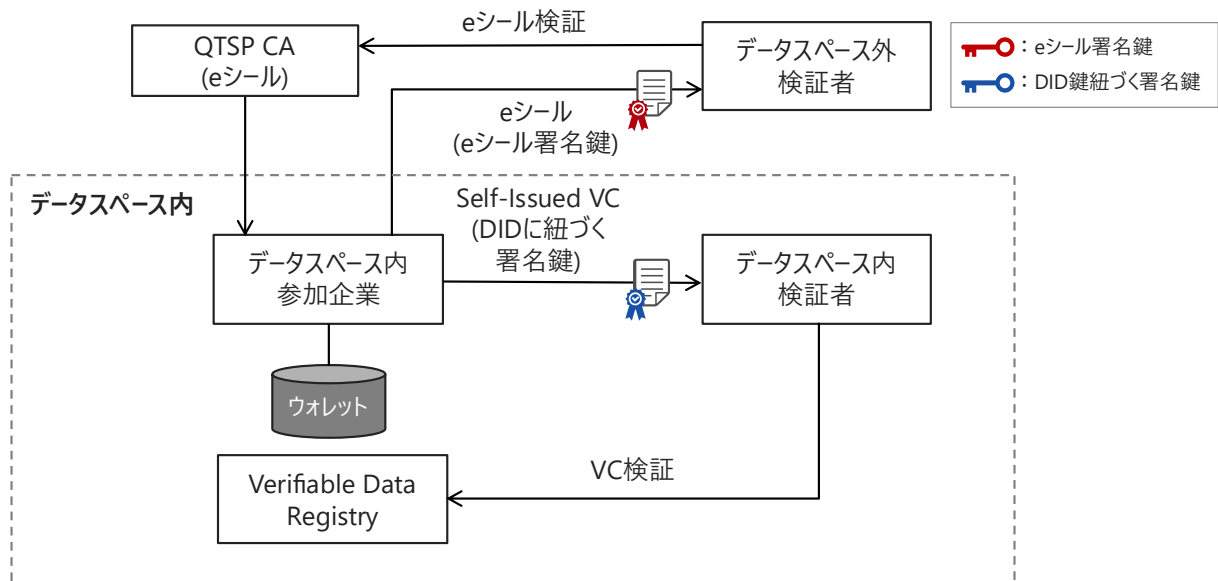 eシール検証
QTSP CA
(eシール)
データスペース外
検証者
：eシール署名鍵
：DID鍵紐づく署名鍵
eシール
(eシール署名鍵)
データスペース内
Self-Issued VC
(DIDに紐づく
署名鍵)
データスペース内
参加企業
データスペース内
検証者
ウォレット
VC検証
Verifiable Data
Registry